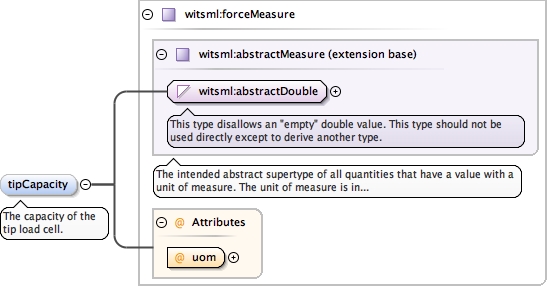 witsml:forceMeasure
witsml:abstractMeasure (extension base)
witsml:abstractDouble
This type disallows an "empty" double value. This type should not be
used directly except to derive another type.
The intended abstract supertype of all quantities that have a value with a
unit of measure. The unit of measure is in...
tipCapacity
The capacity of the
tip load cell.
@ Attributes
@ uom